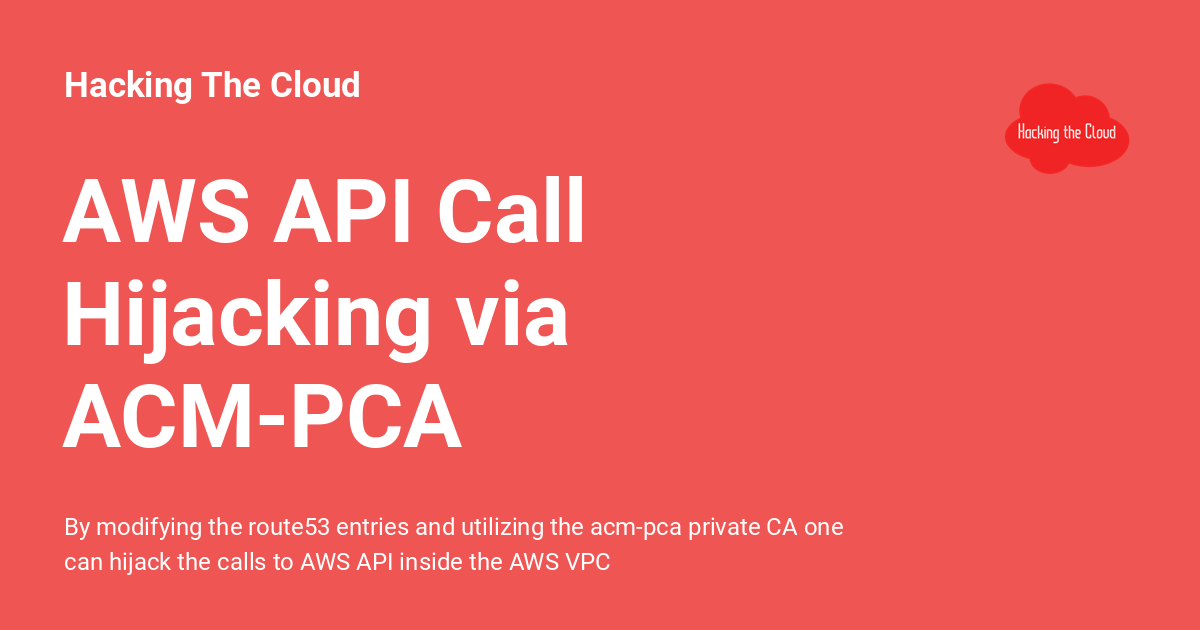 Hacking The Cloud
Hacking the Cloud
AWS API Call
Hijacking via
ACM-PCA
By modifying the route53 entries and utilizing the acm-pca private CA one
can hijack the calls to AWS API inside the AWS VPC